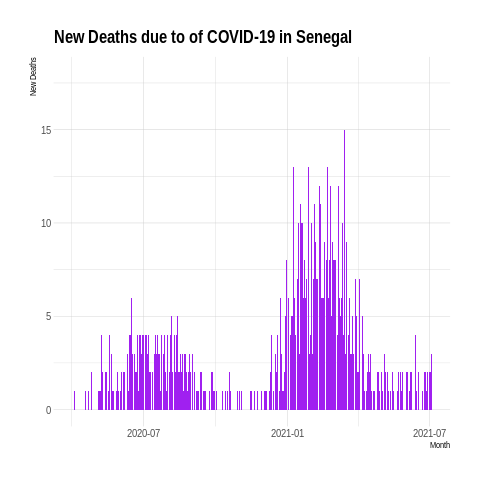 New Deaths due to of COVID-19 in Senegal
New Deaths
15
10
5
0
2020-07
2021-01
2021-07
Month